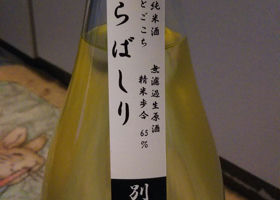 純米酒
どごこち
らばしり
無濾過生原酒
精米歩合 65%
別